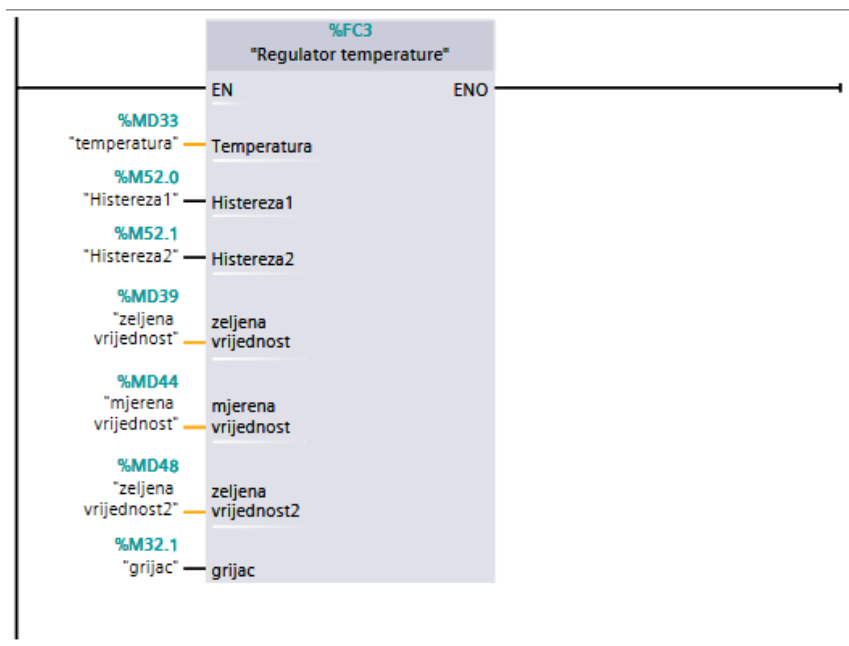 %FC3
"Regulator temperature"
EN ENO
%MD33
"temperatura" Temperatura
%M52.0
"Histereza1" Histereza1
%M52.1
"Histereza2" Histereza2
%MD39
"zeljena zeljena
vrijednost" vrijednost
%MD44
"mjerena mjerena
vrijednost" vrijednost
%MD48
"zeljena zeljena
vrijednost2" vrijednost2
%M32.1
"grijac" grijac